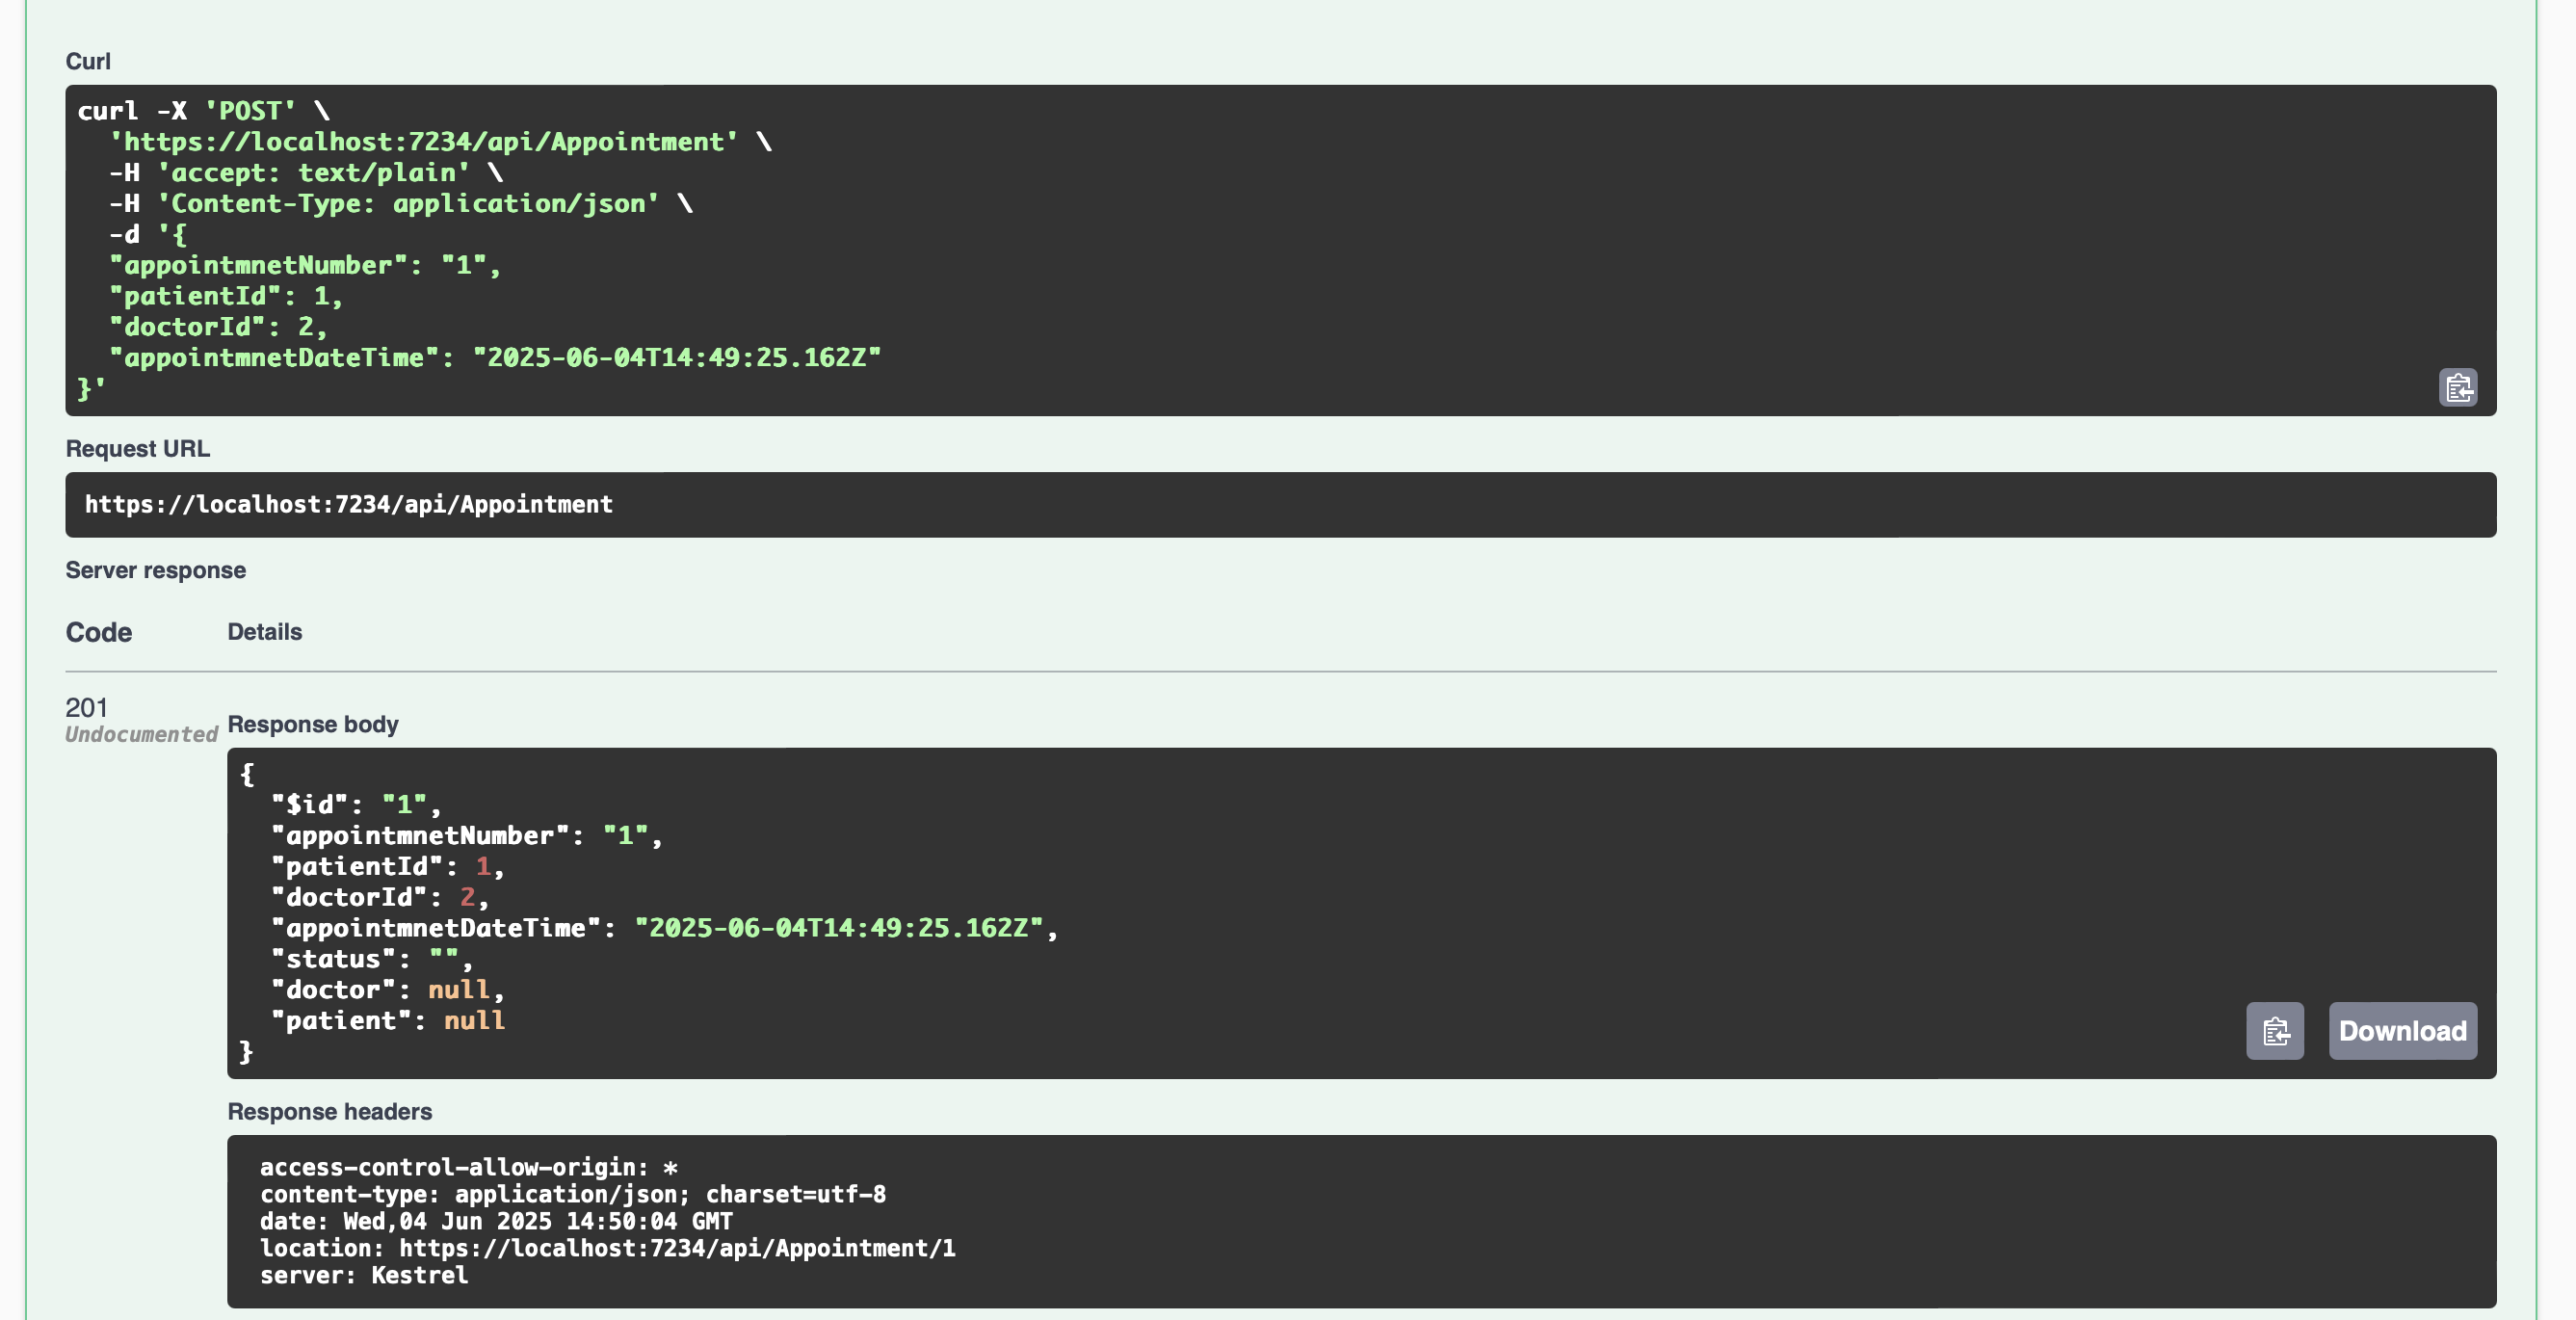 Curl
curl -X 'POST' \
  'https://localhost:7234/api/Appointment' \
  -H 'accept: text/plain' \
  -H 'Content-Type: application/json' \
  -d '{
  "appointmnetNumber": "1",
  "patientId": 1,
  "doctorId": 2,
  "appointmnetDateTime": "2025-06-04T14:49:25.162Z"
}'
Request URL
https://localhost:7234/api/Appointment
Server response
Code Details
201
Undocumented
Response body
{
  "$id": "1",
  "appointmnetNumber": "1",
  "patientId": 1,
  "doctorId": 2,
  "appointmnetDateTime": "2025-06-04T14:49:25.162Z",
  "status": "",
  "doctor": null,
  "patient": null
}
Download
Response headers
access-control-allow-origin: *
content-type: application/json; charset=utf-8
date: Wed,04 Jun 2025 14:50:04 GMT
location: https://localhost:7234/api/Appointment/1
server: Kestrel